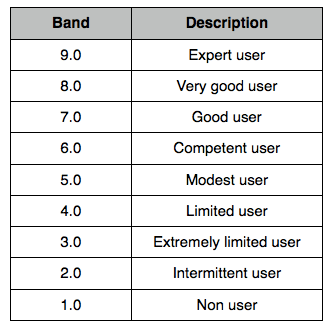 Band Description
9.0 Expert user
8.0 Very good user
7.0 Good user
6.0 Competent user
5.0 Modest user
4.0 Limited user
3.0 Extremely limited user
2.0 Intermittent user
1.0 Non user